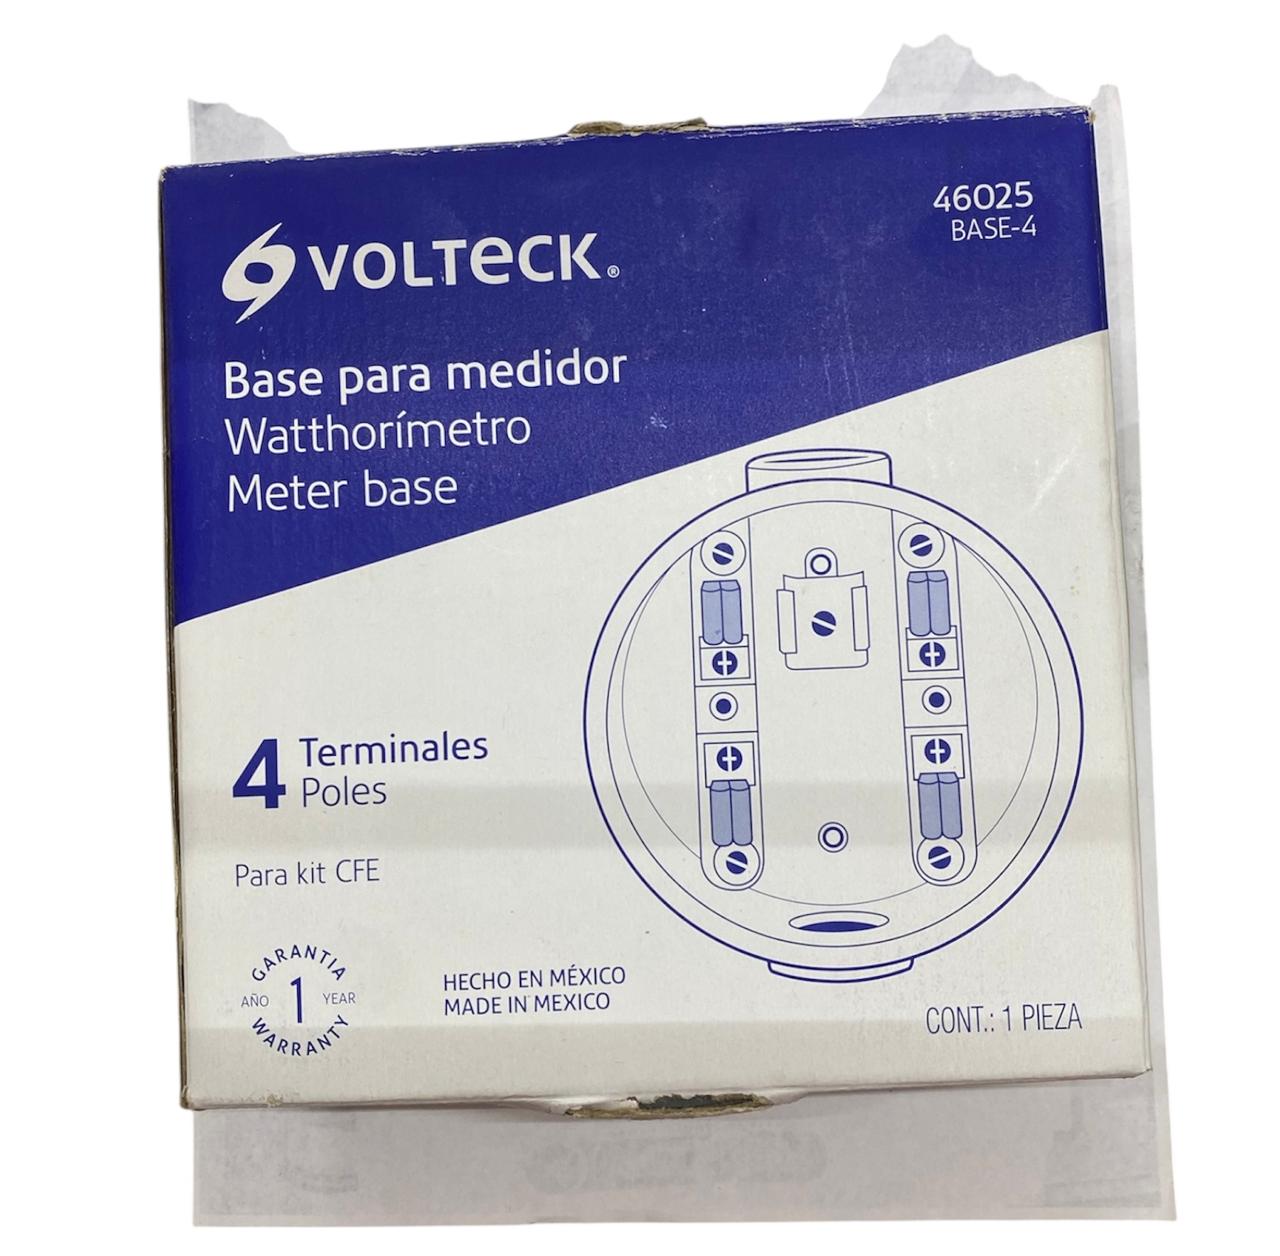 VOLTECK®
46025
BASE-4
Base para medidor
Watthorímetro
Meter base
4 Terminales
Poles
Para kit CFE
GARANTIA
AÑO 1 YEAR
WARRANTY
HECHO EN MÉXICO
MADE IN MEXICO
CONT.: 1 PIEZA